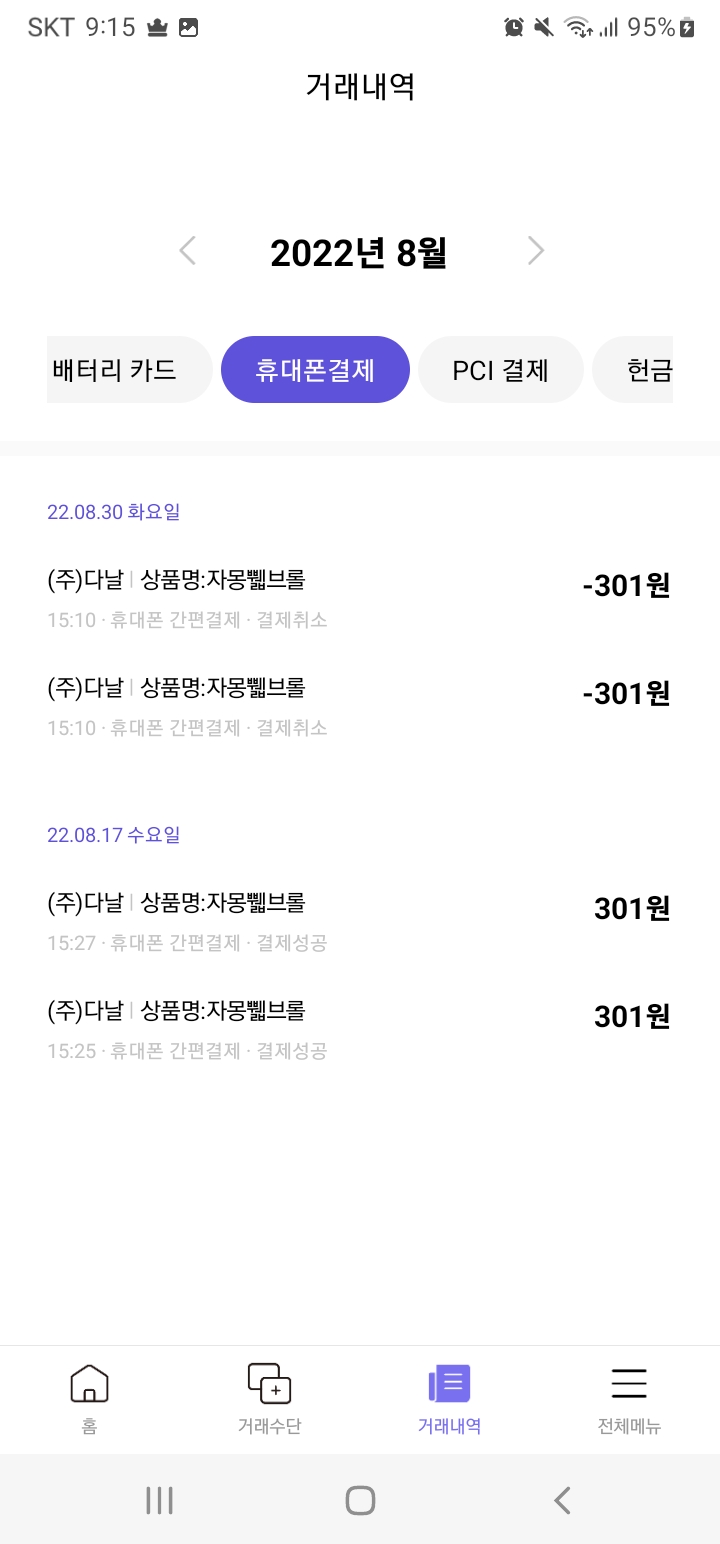 SKT 9:15 95%
거래내역
2022년 8월
배터리 카드 휴대폰결제 PCI 결제 헌금
22.08.30 화요일
(주)다날 | 상품명:자몽쀏브롤 -301원
15:10 · 휴대폰 간편결제 · 결제취소
(주)다날 | 상품명:자몽쀏브롤 -301원
15:10 · 휴대폰 간편결제 · 결제취소
22.08.17 수요일
(주)다날 | 상품명:자몽쀏브롤 301원
15:27 · 휴대폰 간편결제 · 결제성공
(주)다날 | 상품명:자몽쀏브롤 301원
15:25 · 휴대폰 간편결제 · 결제성공
홈 거래수단 거래내역 전체메뉴